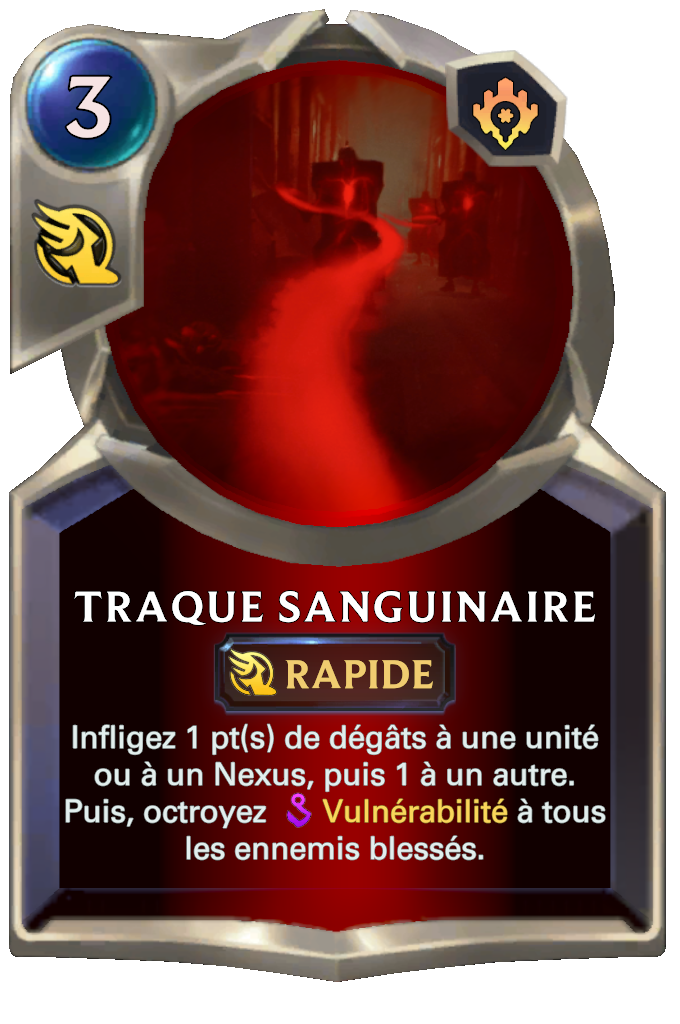 3
TRAQUE SANGUINAIRE
RAPIDE
Infligez 1 pt(s) de dégâts à une unité
ou à un Nexus, puis 1 à un autre.
Puis, octroyez Vulnérabilité à tous
les ennemis blessés.